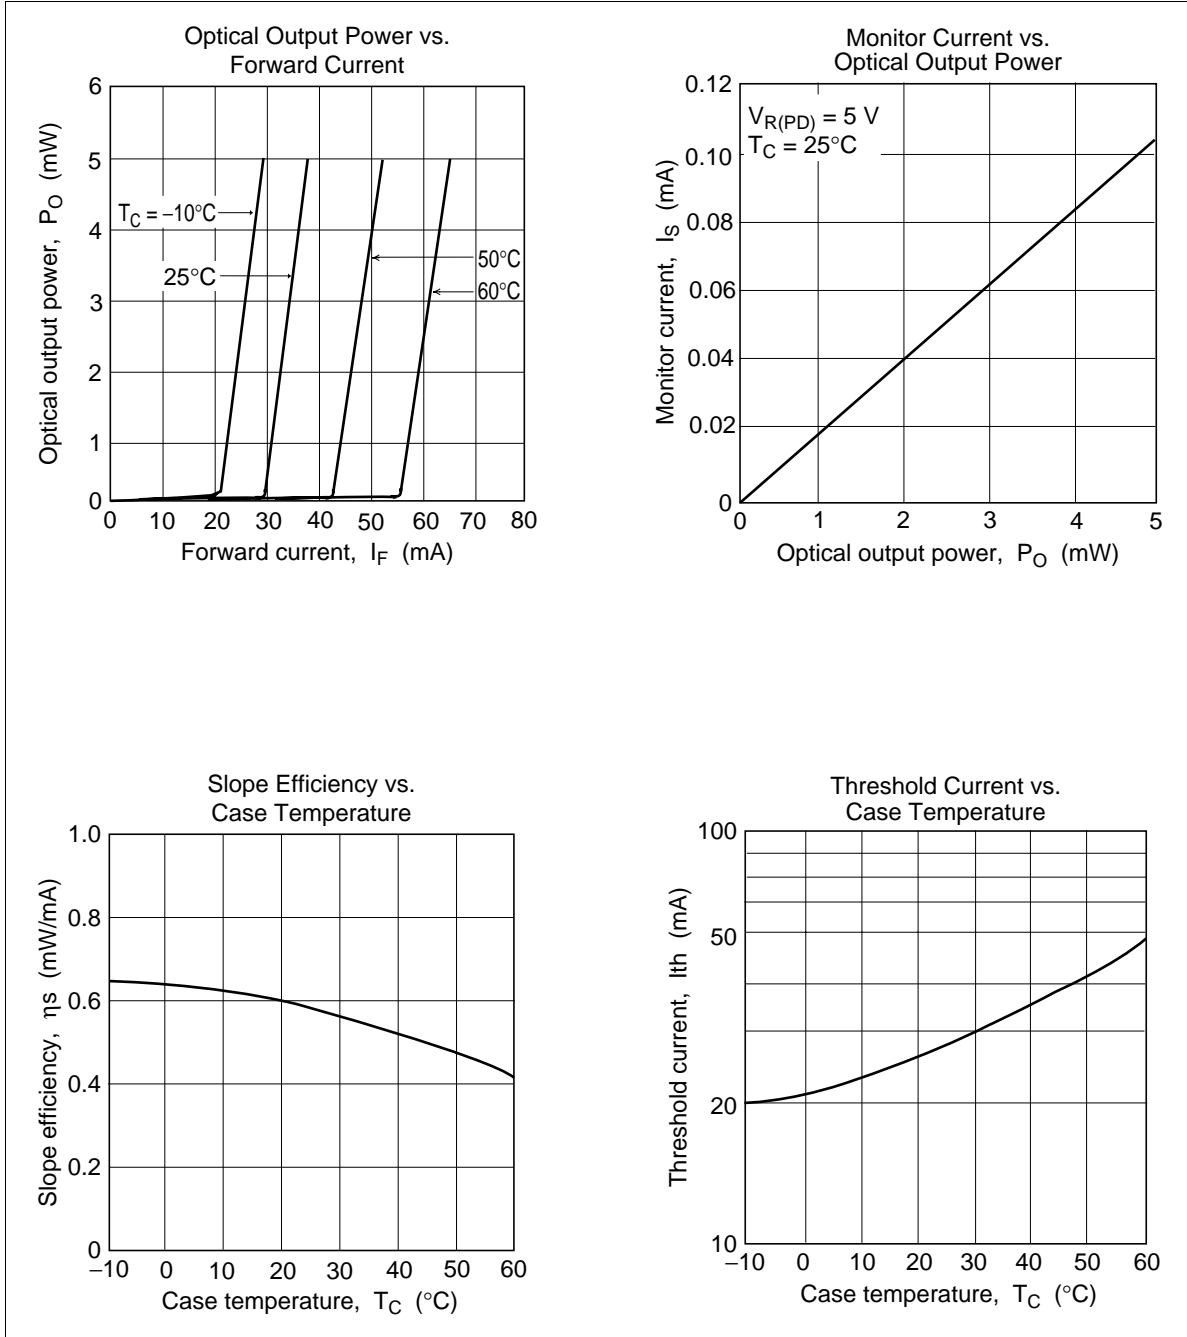 Optical Output Power vs.
Forward Current
6
5
4
3
2
1
0
Optical output power, PO (mW)
TC = –10°C
25°C
50°C
60°C
0 10 20 30 40 50 60 70 80
Forward current, IF (mA)
Monitor Current vs.
Optical Output Power
0.12
0.10
0.08
0.06
0.04
0.02
0
Monitor current, IS (mA)
VR(PD) = 5 V
TC = 25°C
0 1 2 3 4 5
Optical output power, PO (mW)
Slope Efficiency vs.
Case Temperature
1.0
0.8
0.6
0.4
0.2
0
Slope efficiency, ηs (mW/mA)
–10 0 10 20 30 40 50 60
Case temperature, TC (°C)
Threshold Current vs.
Case Temperature
100
50
20
10
Threshold current, Ith (mA)
–10 0 10 20 30 40 50 60
Case temperature, TC (°C)